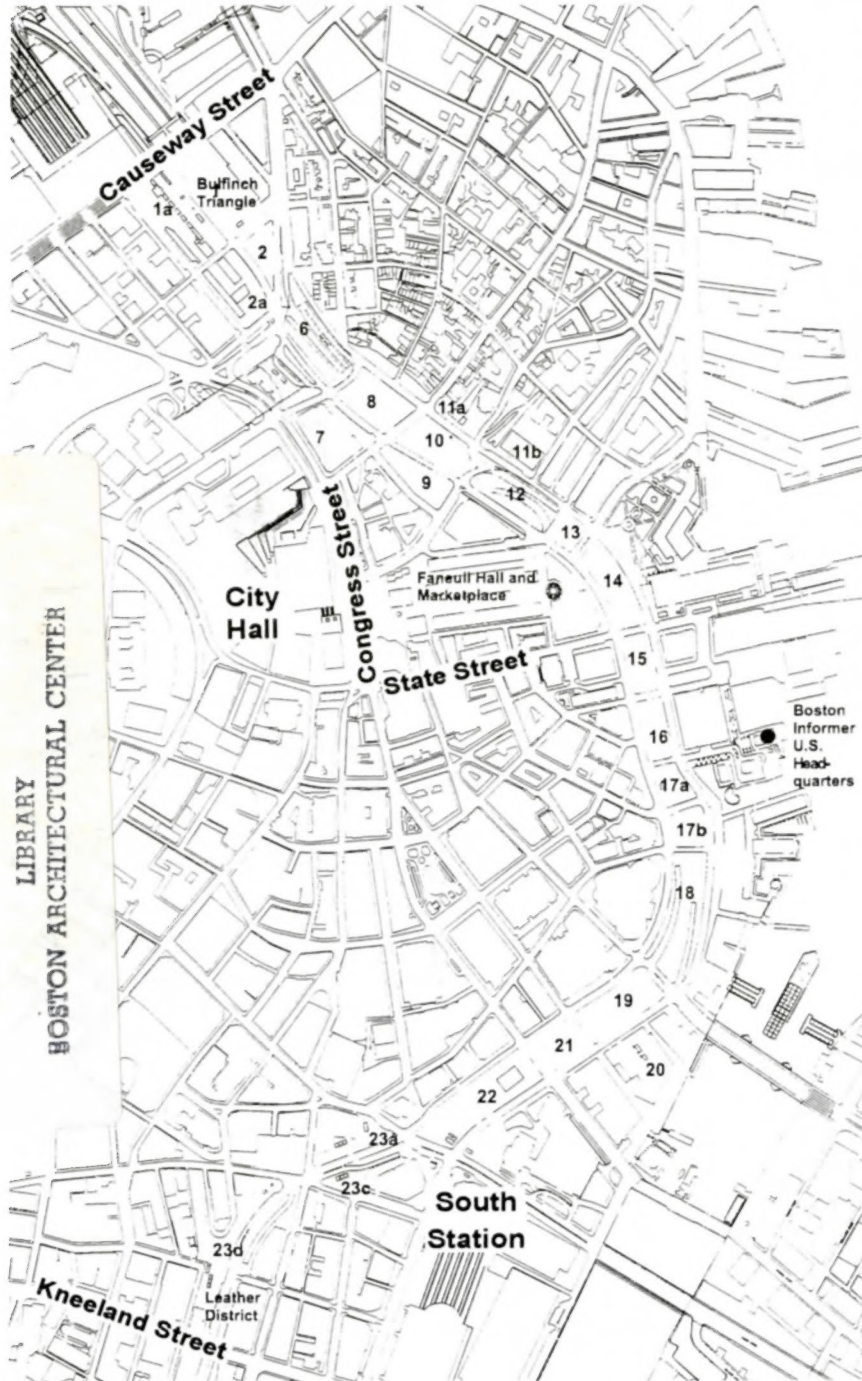 Causeway Street
Bulfinch
Triangle
1a
2
2a
6
8
11a
7
10
11b
9
12
13
Congress Street
Faneuil Hall and
Marketplace
14
City
Hall
State Street
15
16
Boston
Informer
U.S.
Head-
quarters
17a
17b
18
LIBRARY
BOSTON ARCHITECTURAL CENTER
19
21
20
22
23a
23c
South
Station
23d
Leather
District
Kneeland Street